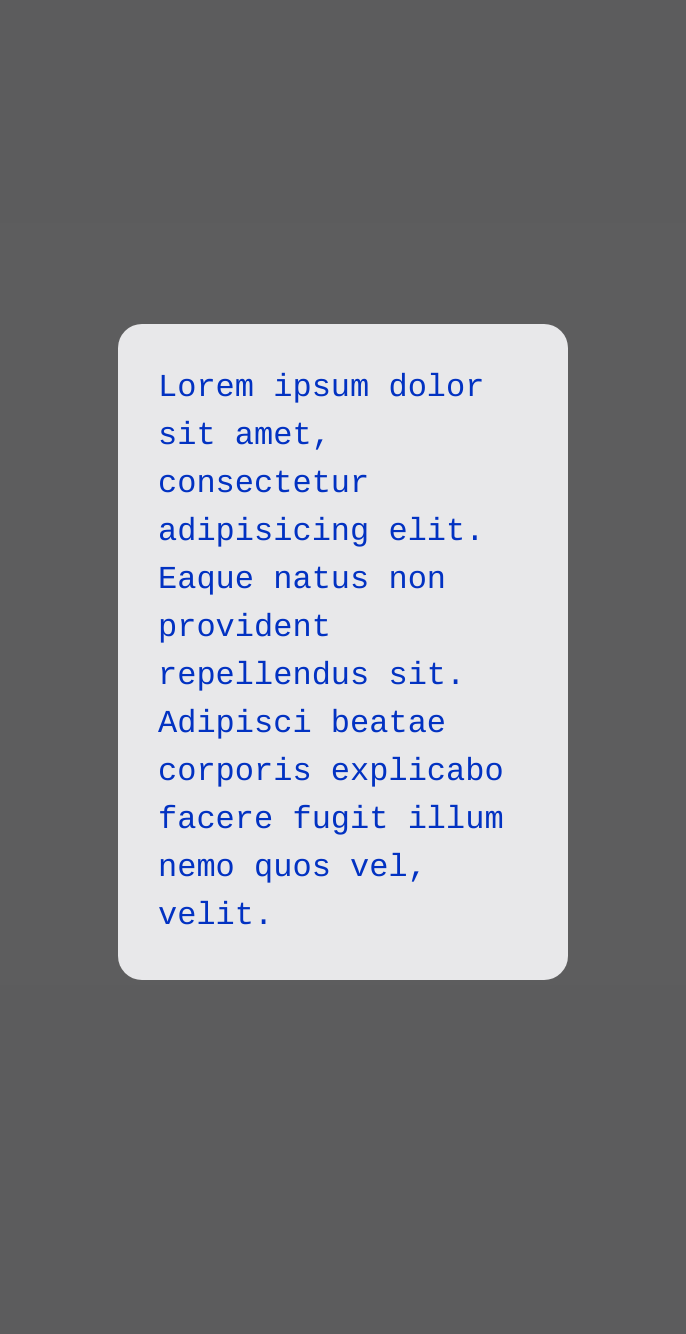 Lorem ipsum dolor
sit amet,
consectetur
adipisicing elit.
Eaque natus non
provident
repellendus sit.
Adipisci beatae
corporis explicabo
facere fugit illum
nemo quos vel,
velit.